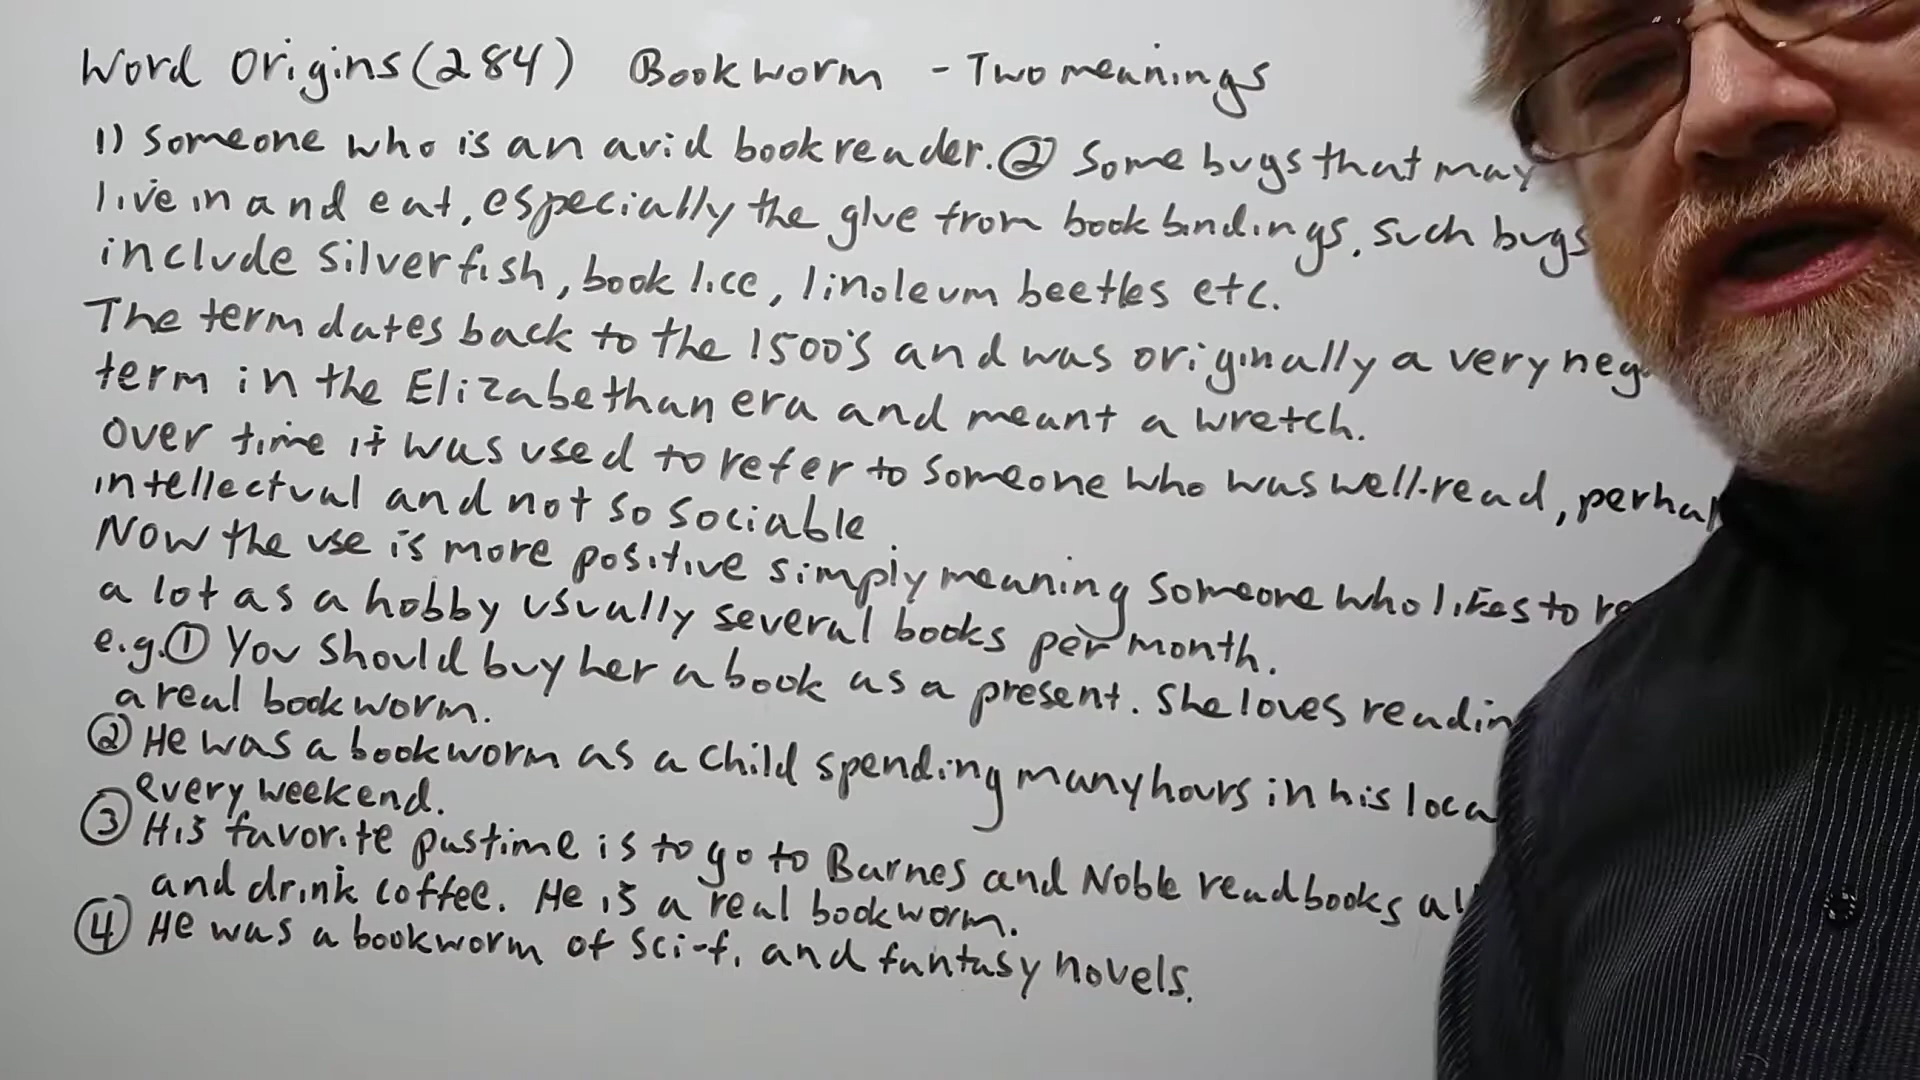 Word Origins (284) Bookworm - Two meanings
1) Someone who is an avid book reader. ② Some bugs that may
live in and eat, especially the glue from book bindings, such bugs
include silverfish, book lice, linoleum beetles etc.
The term dates back to the 1500's and was originally a very neg
term in the Elizabethan era and meant a wretch.
Over time it was used to refer to someone who was well-read, perhap
intellectual and not so sociable
Now the use is more positive simply meaning someone who likes to re
a lot as a hobby usually several books per month.
e.g. ① You should buy her a book as a present. She loves readin
a real bookworm.
② He was a bookworm as a child spending many hours in his loca
every weekend.
③ His favorite pastime is to go to Barnes and Noble read books al
and drink coffee. He is a real bookworm.
④ He was a bookworm of Sci-fi and fantasy novels.